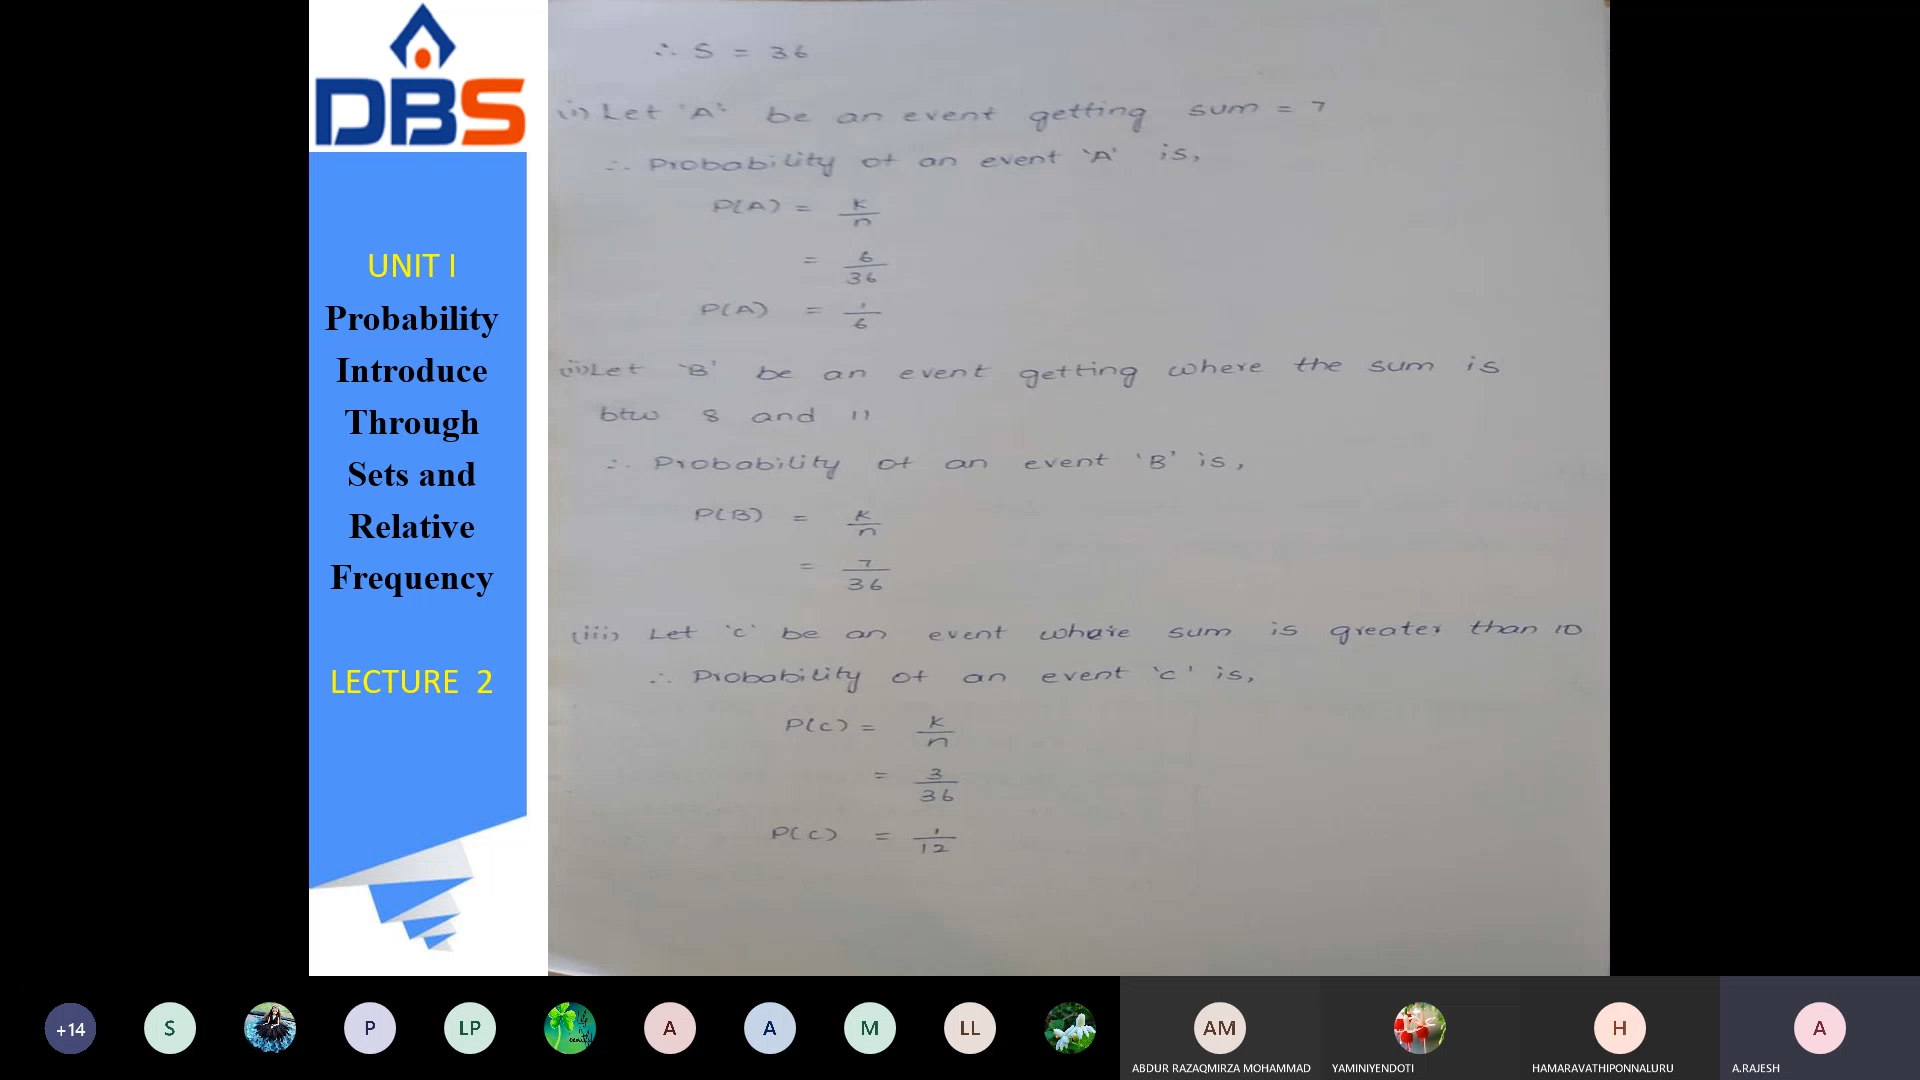 DBS
UNIT I
Probability
Introduce
Through
Sets and
Relative
Frequency
LECTURE 2
∴ S = 36
(i) Let 'A' be an event getting sum = 7
∴ Probability of an event 'A' is,
P(A) = K/n
= 6/36
P(A) = 1/6
(ii) Let 'B' be an event getting where the sum is
btw 8 and 11
∴ Probability of an event 'B' is,
P(B) = K/n
= 7/36
(iii) Let 'C' be an event where sum is greater than 10
∴ Probability of an event 'C' is,
P(C) = K/n
= 3/36
P(C) = 1/12
+14 S P LP A A M LL AM H A
ABDUR RAZAQMIRZA MOHAMMAD YAMINIYENDOTI HAMARAVATHIPONNALURU A.RAJESH